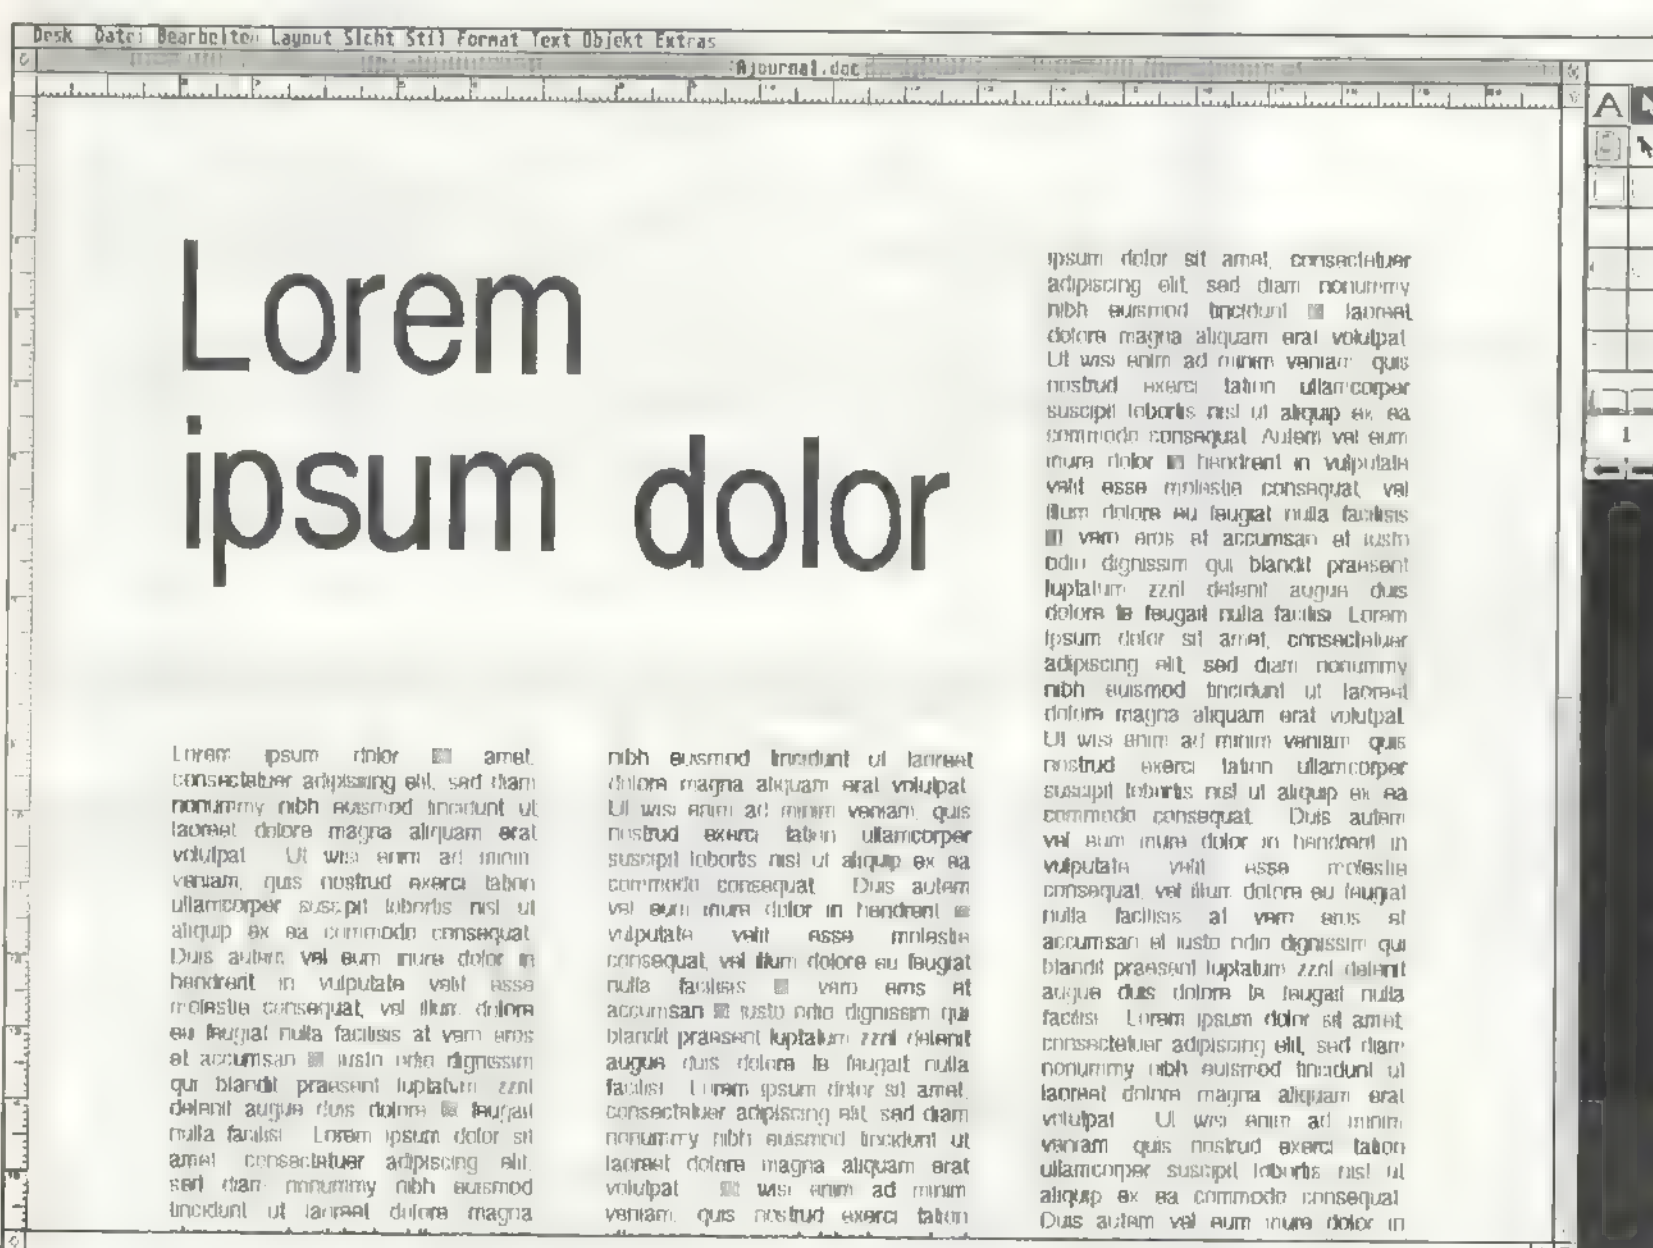 Desk Datei Bearbeiten Layout Sicht Stil Format Text Objekt Extras
Ajournal.doc
A
1
Lorem
ipsum dolor
Lorem ipsum dolor amet,
consectetuer adipiscing elit, sed diam
nonummy nibh euismod tincidunt ut
laoreet dolore magna aliquam erat
volutpat Ut wisi enim ad minim
veniam, quis nostrud exerci tation
ullamcorper suscipit lobortis nisl ut
aliquip ex ea commodo consequat
Duis autem vel eum iriure dolor in
hendrerit in vulputate velit esse
molestie consequat, vel illum dolore
eu feugiat nulla facilisis at vero eros
et accumsan iusto odio dignissim
qui blandit praesent luptatum zzril
delenit augue duis dolore feugait
nulla facilisi Lorem ipsum dolor sit
amet consectetuer adipiscing elit,
sed diam nonummy nibh euismod
tincidunt ut laoreet dolore magna
nibh euismod tincidunt ut laoreet
dolore magna aliquam erat volutpat
Ut wisi enim ad minim veniam, quis
nostrud exerci tation ullamcorper
suscipit lobortis nisl ut aliquip ex ea
commodo consequat Duis autem
vel eum iriure dolor in hendrerit
vulputate velit esse molestie
consequat, vel illum dolore eu feugiat
nulla facilisis vero eros et
accumsan iusto odio dignissim qui
blandit praesent luptatum zzril delenit
augue duis dolore te feugait nulla
facilisi Lorem ipsum dolor sit amet,
consectetuer adipiscing elit, sed diam
nonummy nibh euismod tincidunt ut
laoreet dolore magna aliquam erat
volutpat wisi enim ad minim
veniam, quis nostrud exerci tation
ipsum dolor sit amet, consectetuer
adipiscing elit, sed diam nonummy
nibh euismod tincidunt laoreet
dolore magna aliquam erat volutpat
Ut wisi enim ad minim veniam quis
nostrud exerci tation ullamcorper
suscipit lobortis nisl ut aliquip ex ea
commodo consequat Autem vel eum
iriure dolor hendrerit in vulputate
velit esse molestie consequat, vel
illum dolore eu feugiat nulla facilisis
vero eros et accumsan et iusto
odio dignissim qui blandit praesent
luptatum zzril delenit augue duis
dolore te feugait nulla facilisi Lorem
ipsum dolor sit amet, consectetuer
adipiscing elit, sed diam nonummy
nibh euismod tincidunt ut laoreet
dolore magna aliquam erat volutpat
Ut wisi enim ad minim veniam quis
nostrud exerci tation ullamcorper
suscipit lobortis nisl ut aliquip ex ea
commodo consequat Duis autem
vel eum iriure dolor in hendrerit in
vulputate velit esse molestie
consequat, vel illum dolore eu feugiat
nulla facilisis at vero eros et
accumsan et iusto odio dignissim qui
blandit praesent luptatum zzril delenit
augue duis dolore te feugait nulla
facilisi Lorem ipsum dolor sit amet
consectetuer adipiscing elit, sed diam
nonummy nibh euismod tincidunt ut
laoreet dolore magna aliquam erat
volutpat Ut wisi enim ad minim
veniam quis nostrud exerci tation
ullamcorper suscipit lobortis nisl ut
aliquip ex ea commodo consequat
Duis autem vel eum iriure dolor in